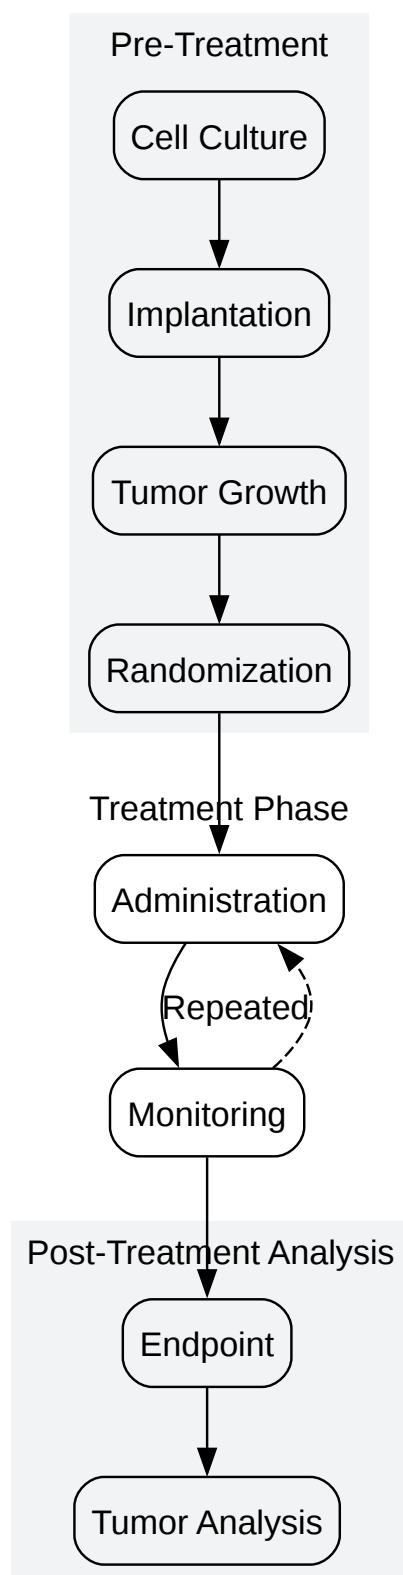 Pre-Treatment
Cell Culture
Implantation
Tumor Growth
Randomization
Treatment Phase
Administration
Repeated
Monitoring
Post-Treatment Analysis
Endpoint
Tumor Analysis